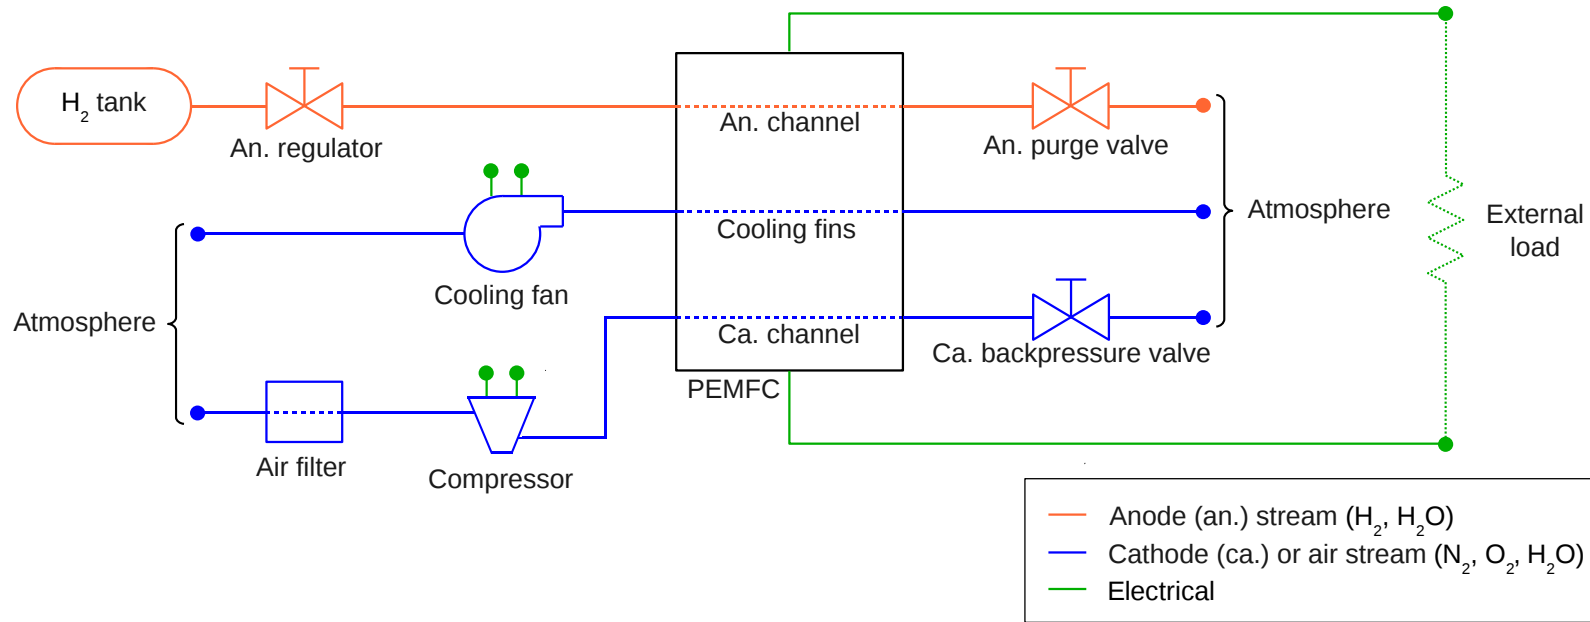 H₂ tank
An. regulator
An. channel
An. purge valve
Cooling fins
Atmosphere
External
load
Cooling fan
Atmosphere
Ca. channel
Ca. backpressure valve
PEMFC
Air filter
Compressor
Anode (an.) stream (H₂, H₂O)
Cathode (ca.) or air stream (N₂, O₂, H₂O)
Electrical